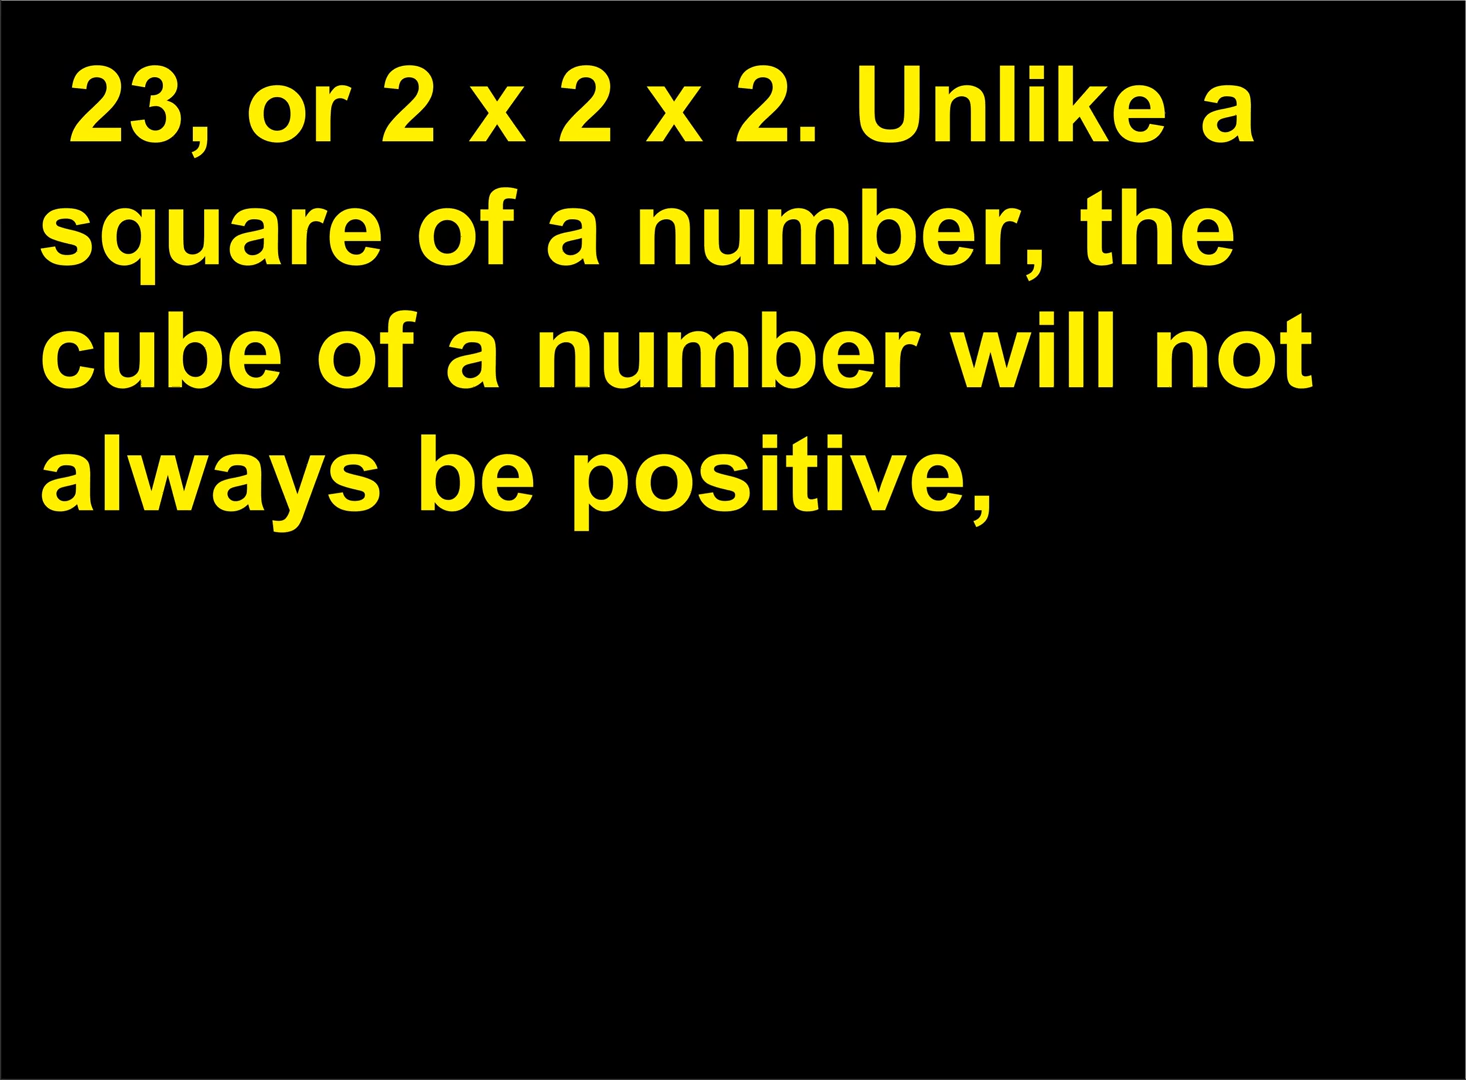 23, or 2 x 2 x 2. Unlike a
square of a number, the
cube of a number will not
always be positive,